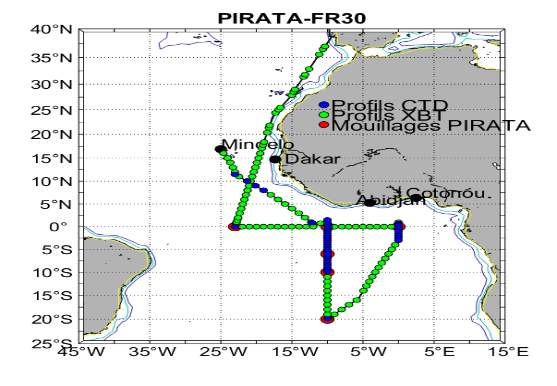 PIRATA-FR30
40°N
35°N
30°N
25°N
20°N
15°N
10°N
5°N
0°
5°S
10°S
15°S
20°S
25°S
Profils CTD
Profils XBT
Mouillages PIRATA
Mincelo
Dakar
Cotonou
Abidjan
45°W 35°W 25°W 15°W 5°W 5°E 15°E